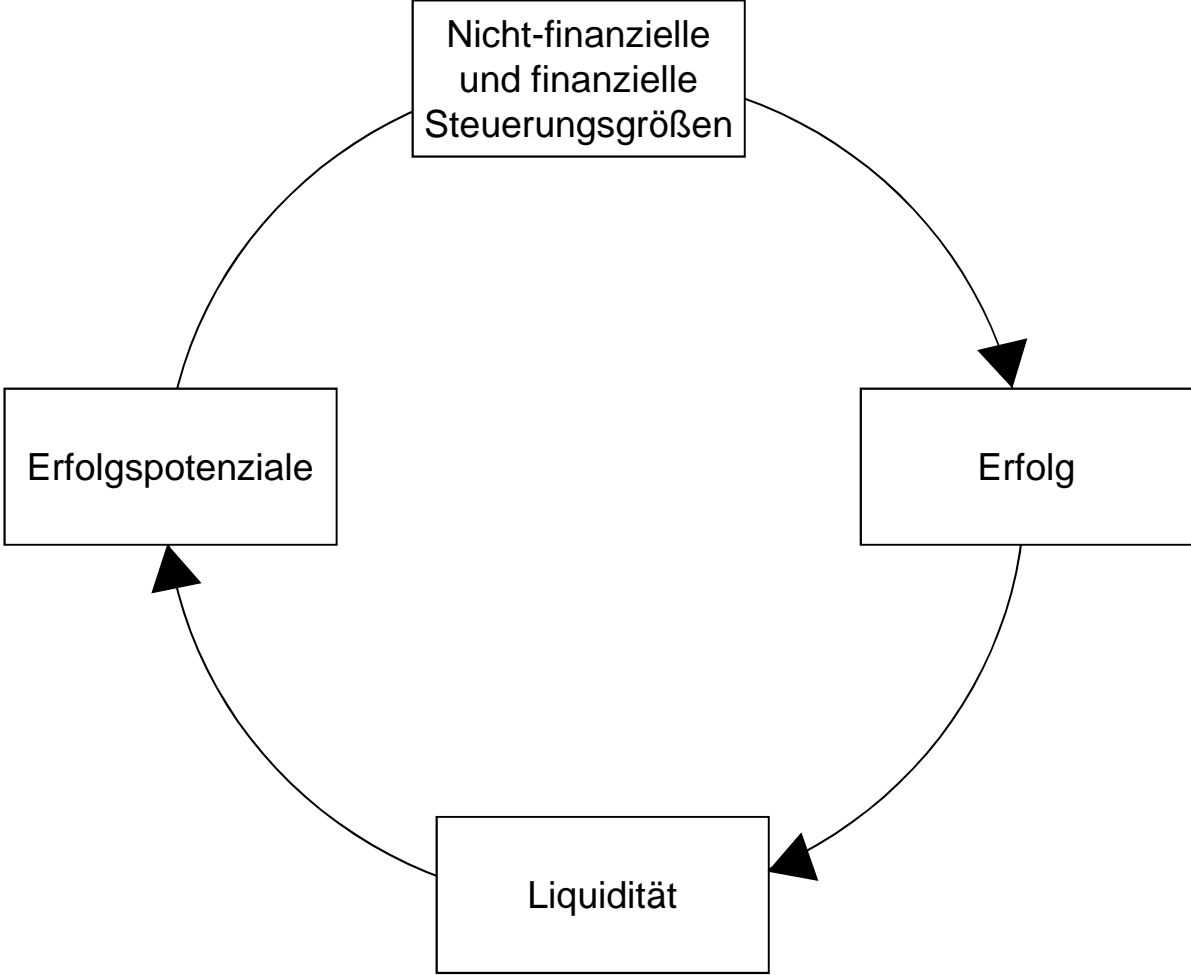 Nicht-finanzielle
und finanzielle
Steuerungsgrößen
Erfolgspotenziale
Erfolg
Liquidität